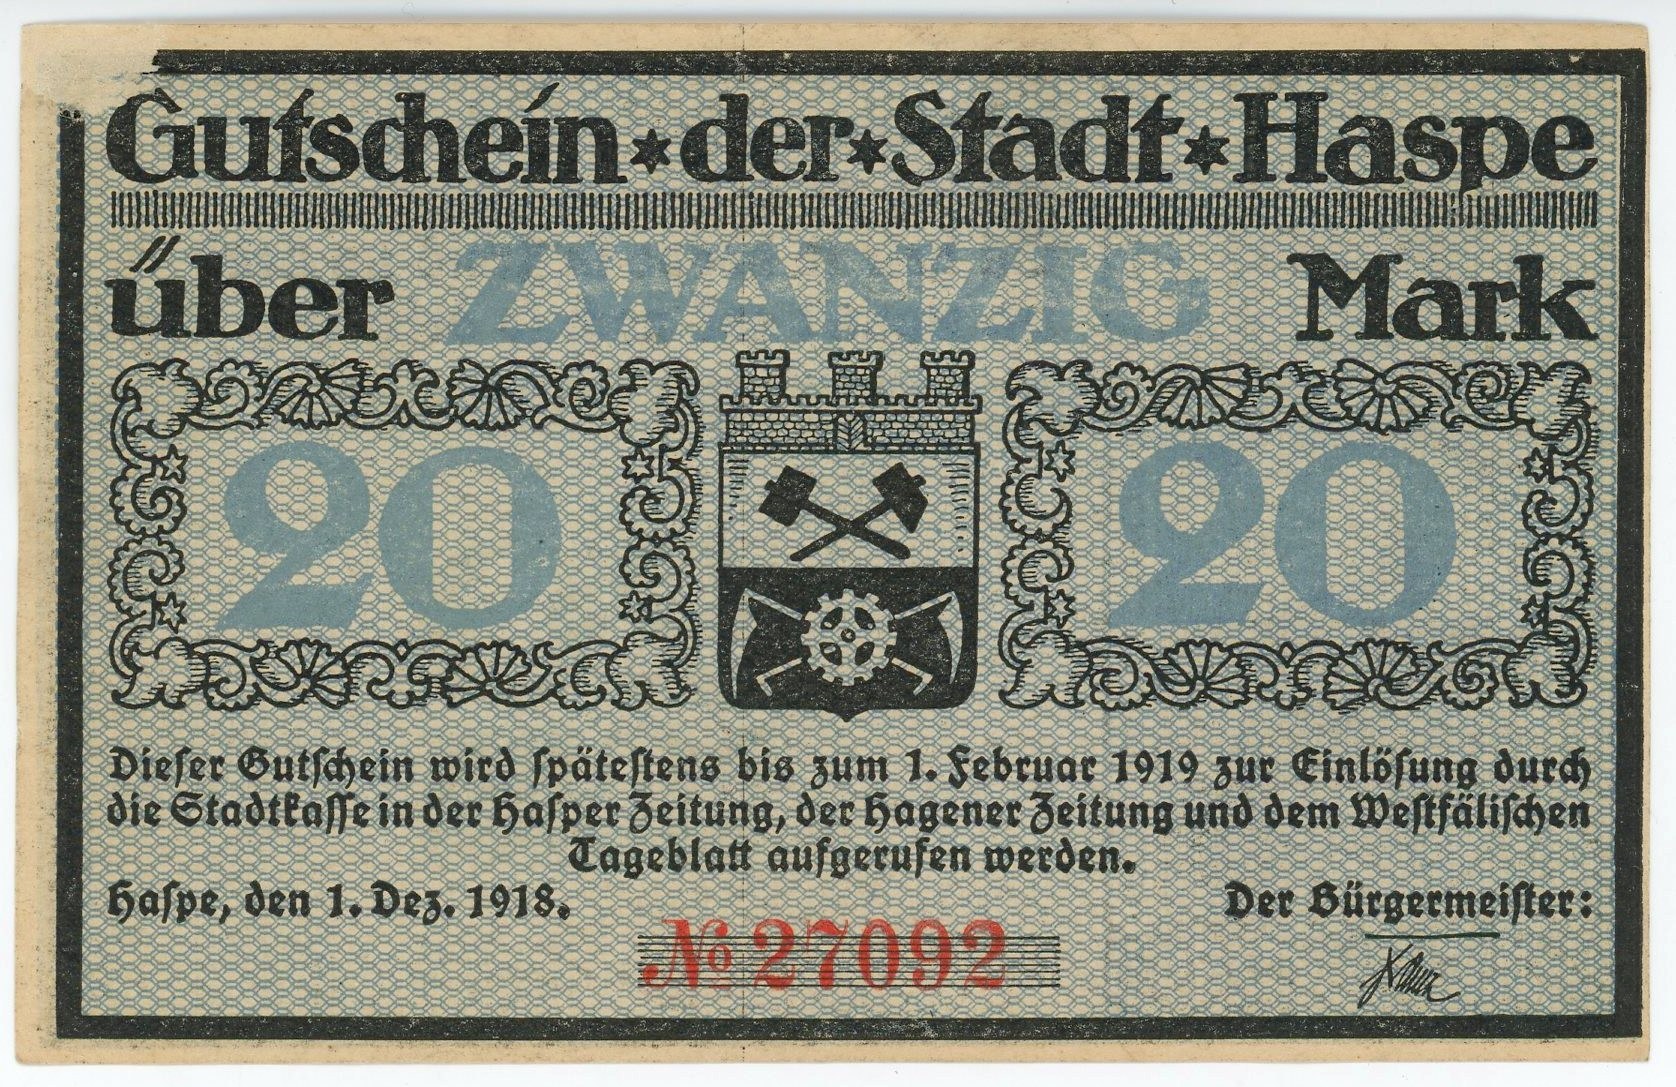 Gutschein * der * Stadt * Haspe
über ZWANZIG Mark
20 20
Dieser Gutschein wird spätestens bis zum 1. Februar 1919 zur Einlösung durch
die Stadtkasse in der Hasper Zeitung, der Hagener Zeitung und dem Westfälischen
Tageblatt aufgerufen werden.
Haspe, den 1. Dez. 1918. Der Bürgermeister:
No 27092